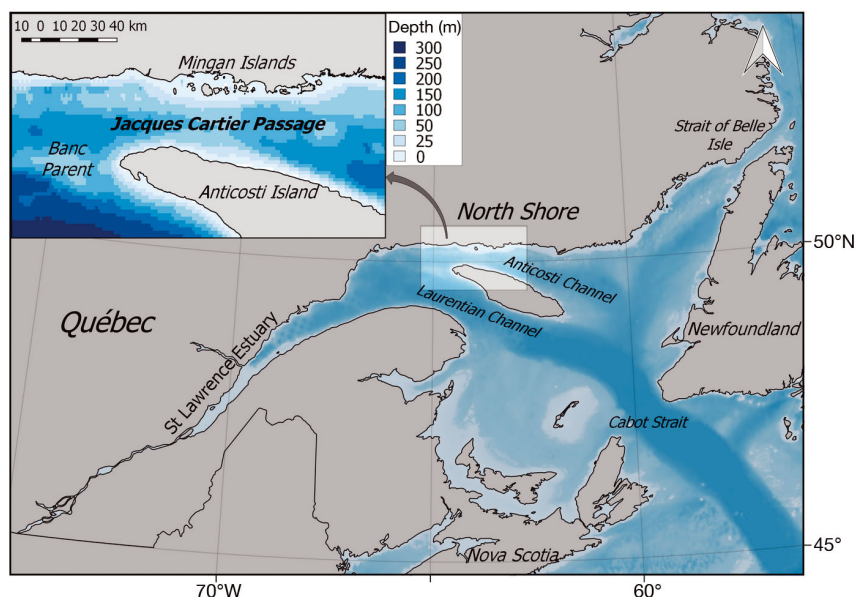 10 0 10 20 30 40 km
Mingan Islands
Jacques Cartier Passage
Banc
Parent
Anticosti Island
Depth (m)
300
250
200
150
100
50
25
0
Strait of Belle
Isle
North Shore
50°N
Anticosti Channel
Laurentian Channel
Québec
Newfoundland
St Lawrence Estuary
Cabot Strait
Nova Scotia
45°
70°W
60°